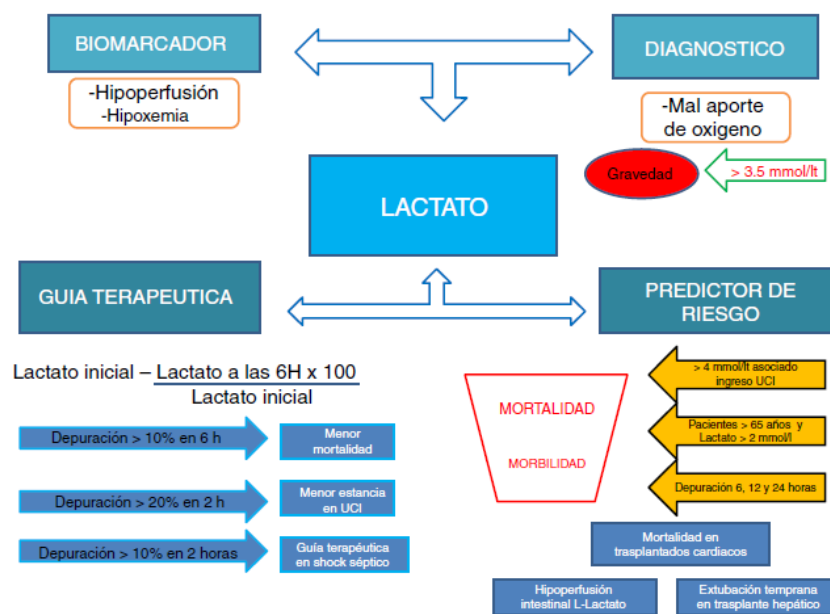 BIOMARCADOR
-Hipoperfusión
-Hipoxemia
DIAGNOSTICO
-Mal aporte
de oxigeno
Gravedad
> 3.5 mmol/lt
LACTATO
GUIA TERAPEUTICA
PREDICTOR DE
RIESGO
Lactato inicial – Lactato a las 6H x 100
Lactato inicial
Depuración > 10% en 6 h
Menor
mortalidad
Depuración > 20% en 2 h
Menor estancia
en UCI
Depuración > 10% en 2 horas
Guía terapéutica
en shock séptico
MORTALIDAD
MORBILIDAD
> 4 mmol/lt asociado
ingreso UCI
Pacientes > 65 años y
Lactato > 2 mmol/l
Depuración 6, 12 y 24 horas
Mortalidad en
trasplantados cardiacos
Hipoperfusión
intestinal L-Lactato
Extubación temprana
en trasplante hepático